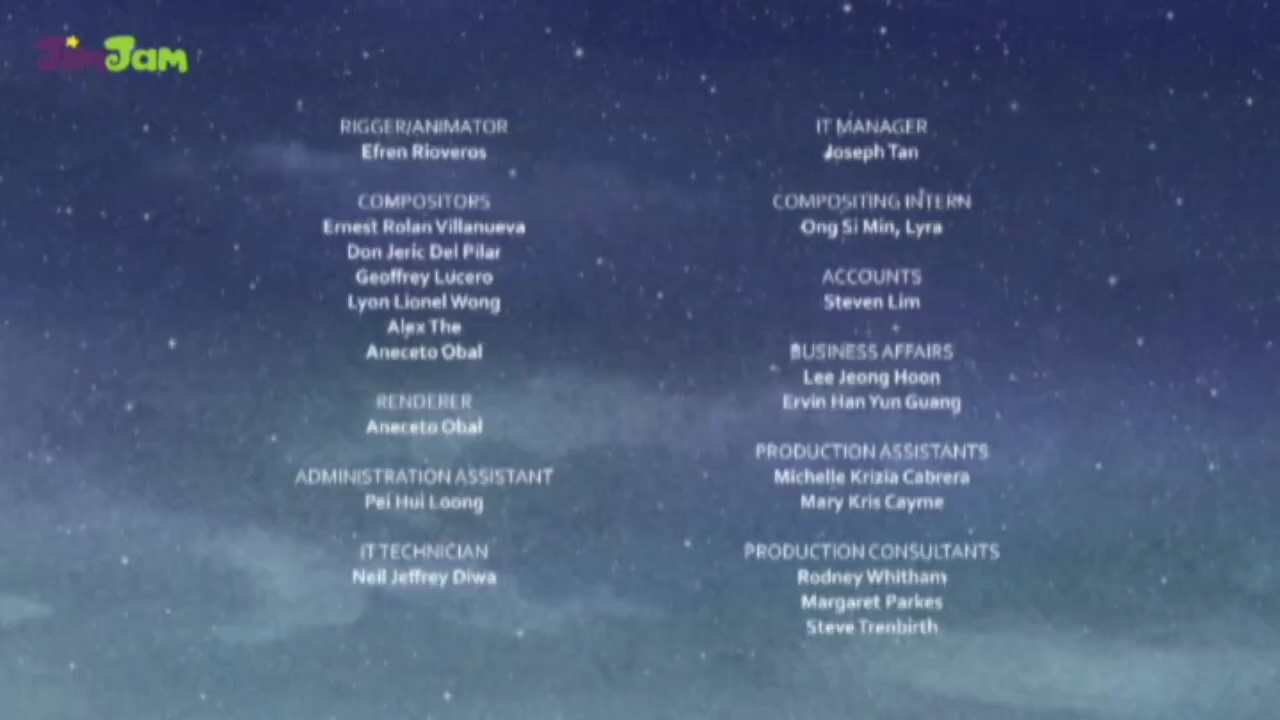 JimJam
RIGGER/ANIMATOR
Efren Rioveros
COMPOSITORS
Ernest Rolan Villanueva
Don Jeric Del Pilar
Geoffrey Lucero
Lyon Lionel Wong
Alex The
Aneceto Obal
RENDERER
Aneceto Obal
ADMINISTRATION ASSISTANT
Pei Hui Loong
IT TECHNICIAN
Neil Jeffrey Diwa
IT MANAGER
Joseph Tan
COMPOSITING INTERN
Ong Si Min, Lyra
ACCOUNTS
Steven Lim
BUSINESS AFFAIRS
Lee Jeong Hoon
Ervin Han Yun Guang
PRODUCTION ASSISTANTS
Michelle Krizia Cabrera
Mary Kris Cayme
PRODUCTION CONSULTANTS
Rodney Whitham
Margaret Parkes
Steve Trenbirth